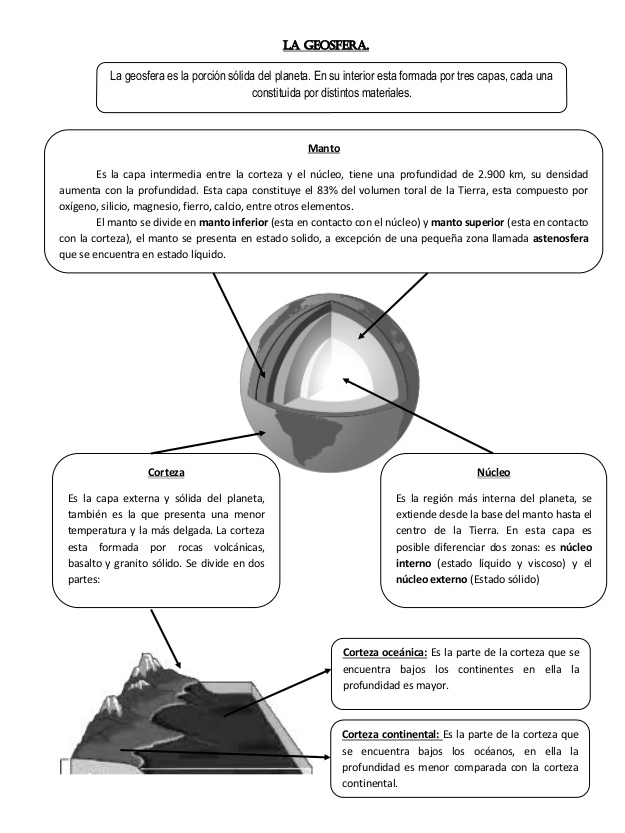 LA GEOSFERA.
La geosfera es la porción sólida del planeta. En su interior esta formada por tres capas, cada una
constituida por distintos materiales.
Manto
Es la capa intermedia entre la corteza y el núcleo, tiene una profundidad de 2.900 km, su densidad
aumenta con la profundidad. Esta capa constituye el 83% del volumen toral de la Tierra, esta compuesto por
oxígeno, silicio, magnesio, fierro, calcio, entre otros elementos.
El manto se divide en manto inferior (esta en contacto con el núcleo) y manto superior (esta en contacto
con la corteza), el manto se presenta en estado solido, a excepción de una pequeña zona llamada astenosfera
que se encuentra en estado líquido.
Corteza
Es la capa externa y sólida del planeta,
también es la que presenta una menor
temperatura y la más delgada. La corteza
esta formada por rocas volcánicas,
basalto y granito sólido. Se divide en dos
partes:
Núcleo
Es la región más interna del planeta, se
extiende desde la base del manto hasta el
centro de la Tierra. En esta capa es
posible diferenciar dos zonas: es núcleo
interno (estado líquido y viscoso) y el
núcleo externo (Estado sólido)
Corteza oceánica: Es la parte de la corteza que se
encuentra bajos los continentes en ella la
profundidad es mayor.
Corteza continental: Es la parte de la corteza que
se encuentra bajos los océanos, en ella la
profundidad es menor comparada con la corteza
continental.